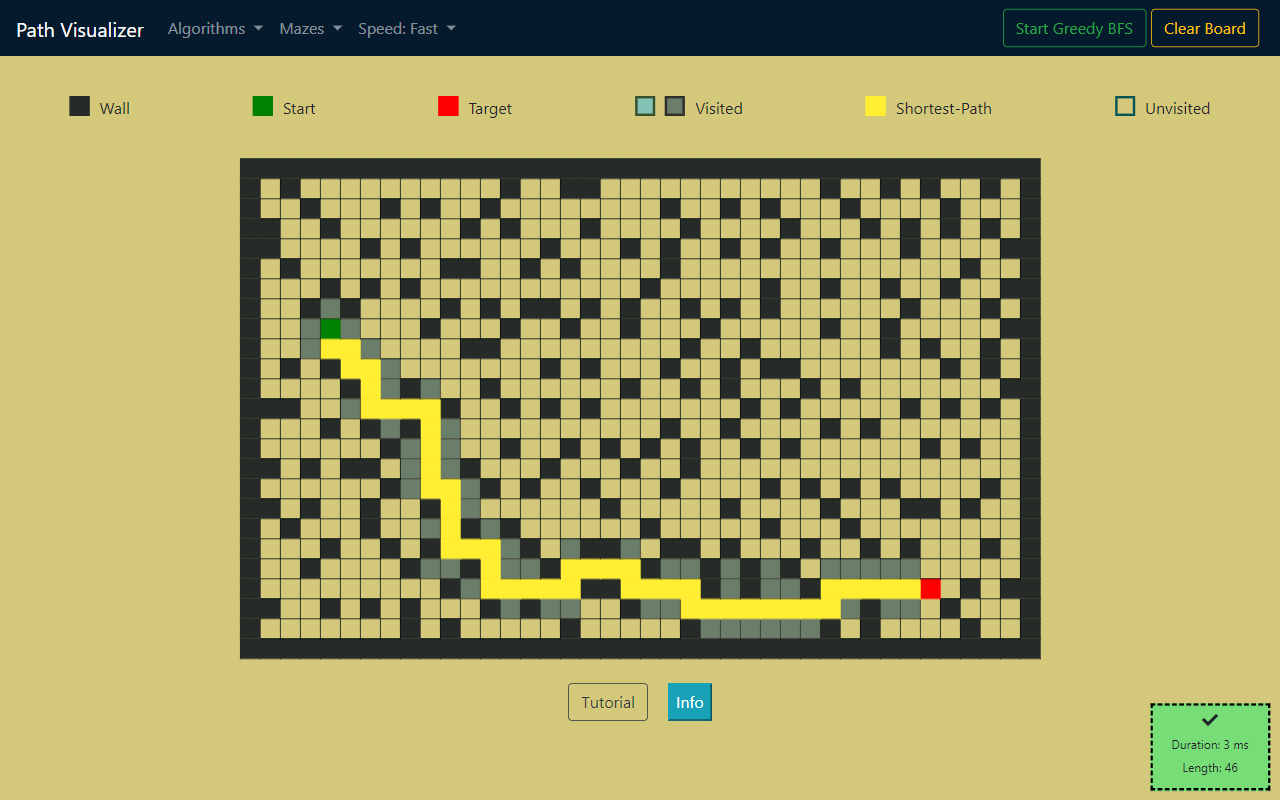 Path Visualizer Algorithms Mazes Speed: Fast Start Greedy BFS Clear Board
Wall Start Target Visited Shortest-Path Unvisited
Tutorial Info
Duration: 3 ms
Length: 46